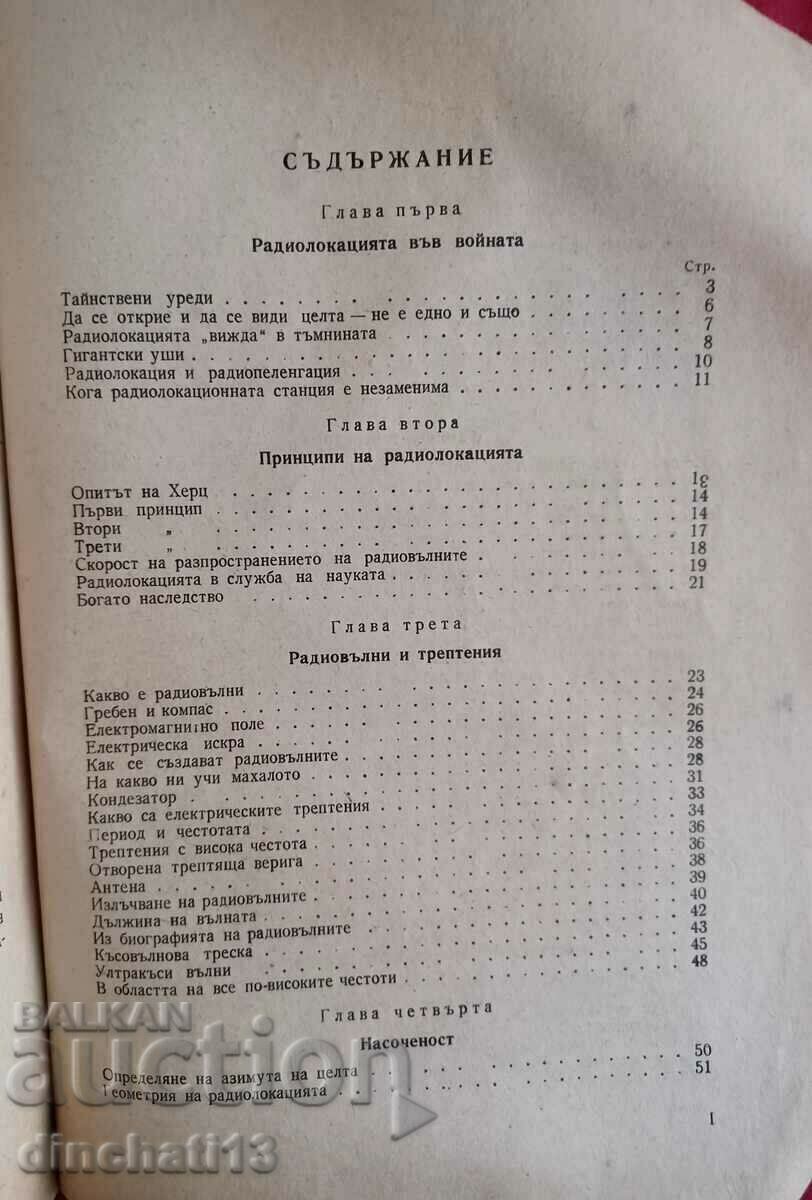 СЪДЪРЖАНИЕ
Глава първа
Радиолокацията във войната
Стр.
Тайнствени уреди 3
Да се открие и да се види целта — не е едно и също 6
Радиолокацията „вижда" в тъмнината 7
Гигантски уши 8
Радиолокация и радиопеленгация 10
Кога радиолокационната станция е незаменима 11
Глава втора
Принципи на радиолокацията
Опитът на Херц
Първи принцип 14
Втори „ 14
Трети „ 17
Скорост на разпространението на радиовълните 18
Радиолокацията в служба на науката 19
Богато наследство 21
Глава трета
Радиовълни и трептения
Какво е радиовълни 23
Гребен и компас 24
Електромагнитно поле 26
Електрическа искра 26
Как се създават радиовълните 28
На какво ни учи махалото 28
Кондезатор 31
Какво са електрическите трептения 33
Период и честотата 34
Трептения с висока честота 36
Отворена трептяща верига 36
Антена 38
Излъчване на радиовълните 39
Дължина на вълната 40
Из биографията на радиовълните 42
Късовълнова треска 43
Ултракъси вълни 45
В областта на все по-високите честоти 48
Глава четвърта
Насоченост
Определяне на азимута на целта 50
Геометрия на радиолокацията 51
I
BALKAN
auction
dinchati13